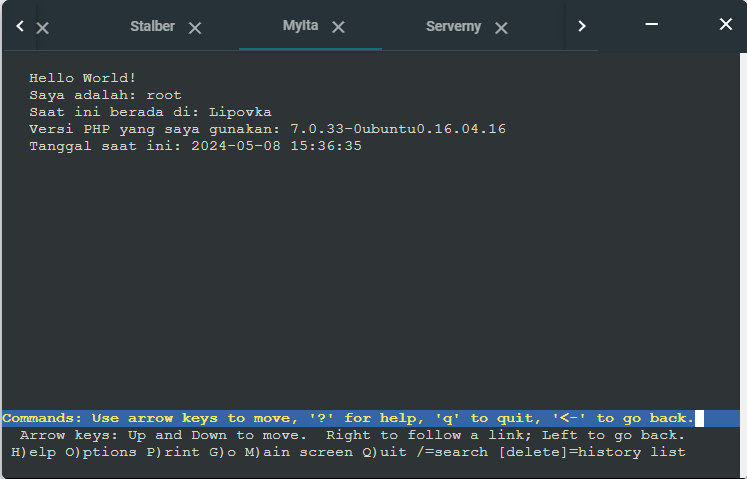 Stalber
Mylta
Serverny
Hello World!
Saya adalah: root
Saat ini berada di: Lipovka
Versi PHP yang saya gunakan: 7.0.33-0ubuntu0.16.04.16
Tanggal saat ini: 2024-05-08 15:36:35
Commands: Use arrow keys to move, '?' for help, 'q' to quit, '<-' to go back.
Arrow keys: Up and Down to move.  Right to follow a link; Left to go back.
H)elp O)ptions P)rint G)o M)ain screen Q)uit /=search [delete]=history list